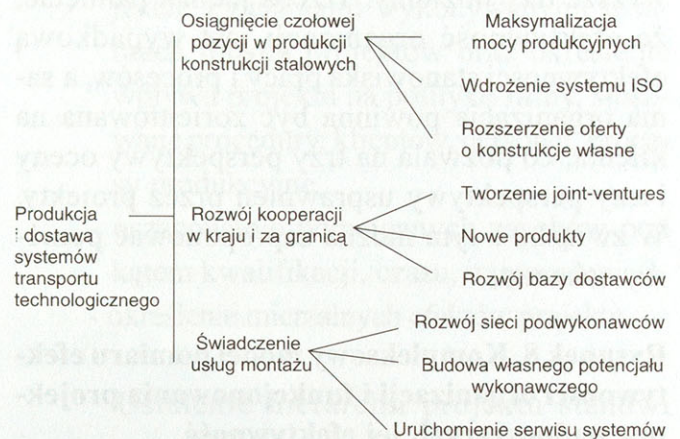 Osiągnięcie czołowej
pozycji w produkcji
konstrukcji stalowych
Maksymalizacja
mocy produkcyjnych
Wdrożenie systemu ISO
Rozszerzenie oferty
o konstrukcje własne
Produkcja
i dostawa
systemów
transportu
technologicznego
Rozwój kooperacji
w kraju i za granicą
Tworzenie joint-ventures
Nowe produkty
Rozwój bazy dostawców
Świadczenie
usług montażu
Rozwój sieci podwykonawców
Budowa własnego potencjału
wykonawczego
Uruchomienie serwisu systemów